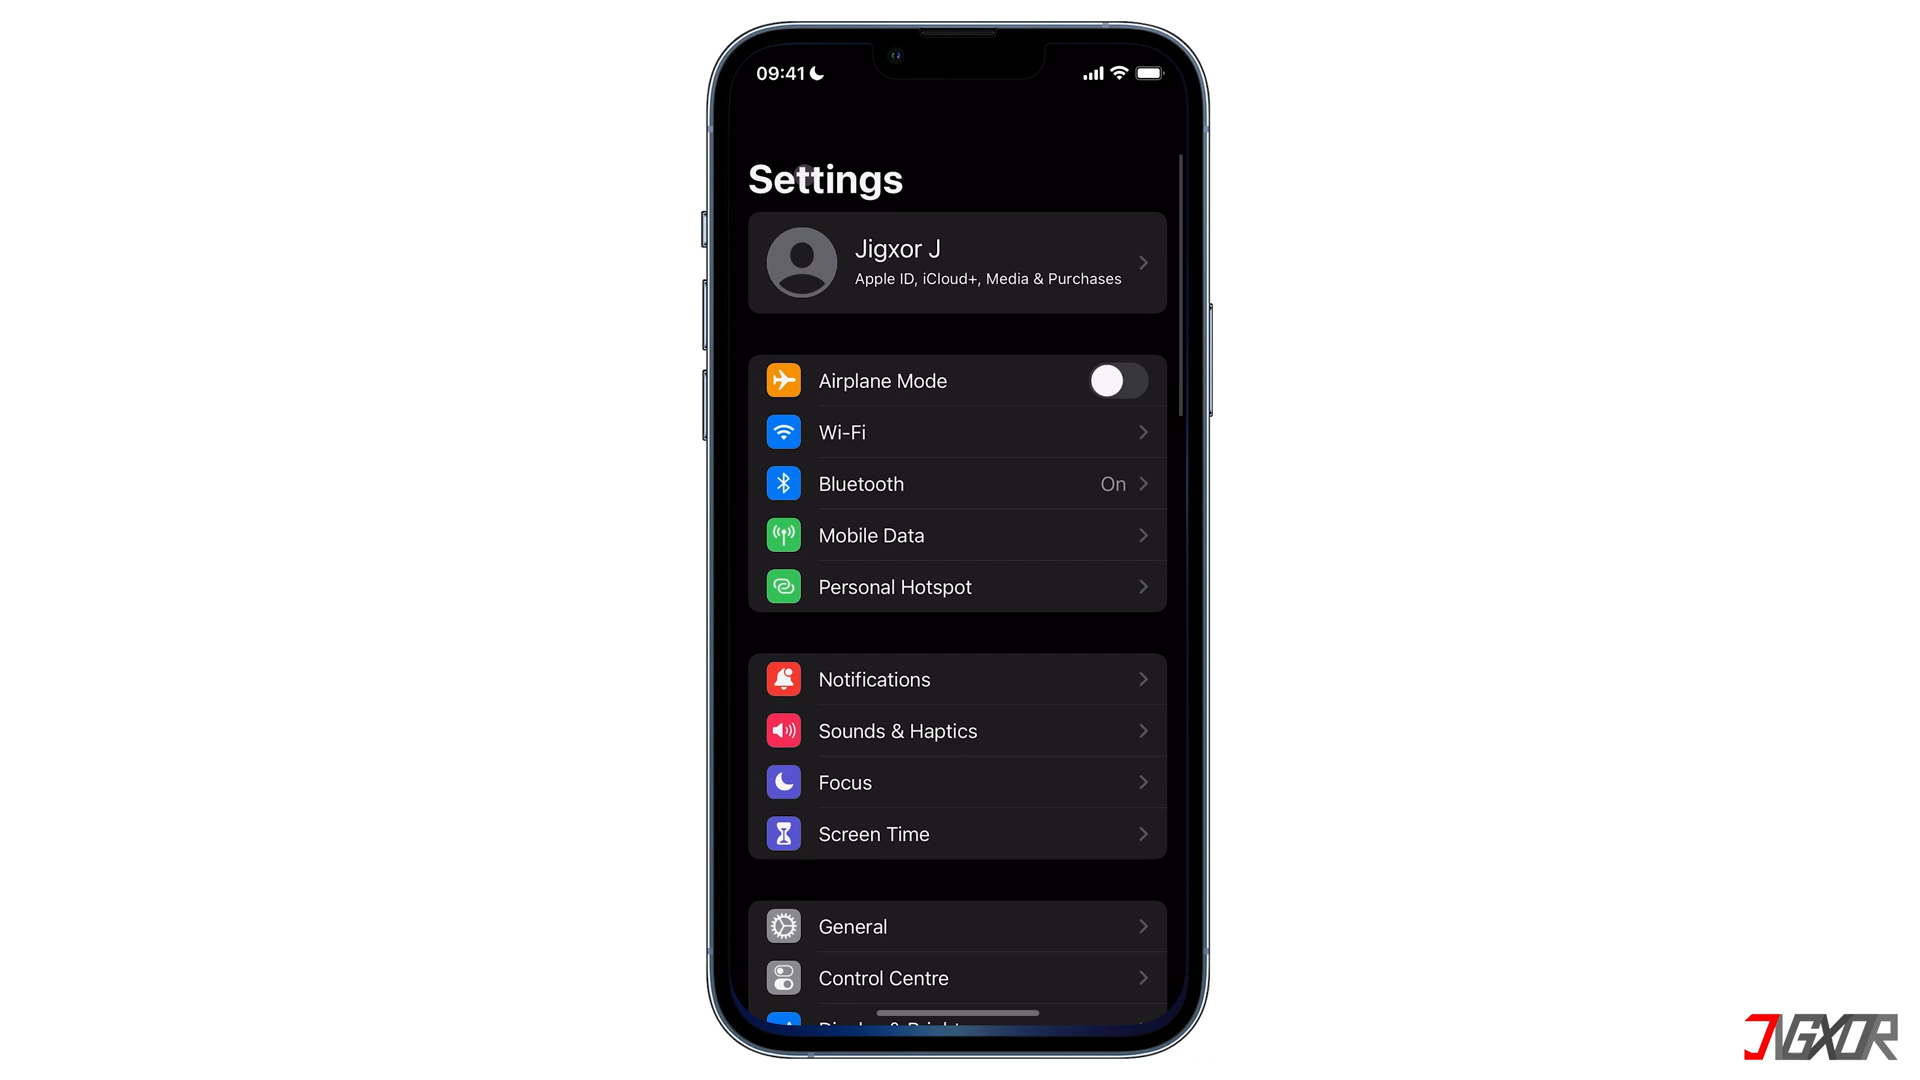 09:41
Settings
Jigxor J
Apple ID, iCloud+, Media & Purchases
Airplane Mode
Wi-Fi
Bluetooth On
Mobile Data
Personal Hotspot
Notifications
Sounds & Haptics
Focus
Screen Time
General
Control Centre
JIGXOR